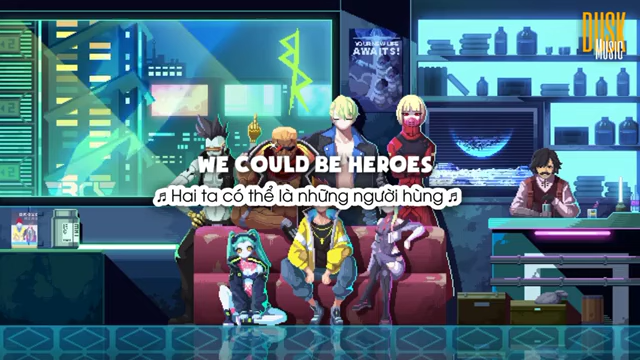 DUSK
MUSIC
YOUR NEW LIFE
AWAITS!
WE COULD BE HEROES
♬ Hai ta có thể là những người hùng ♬